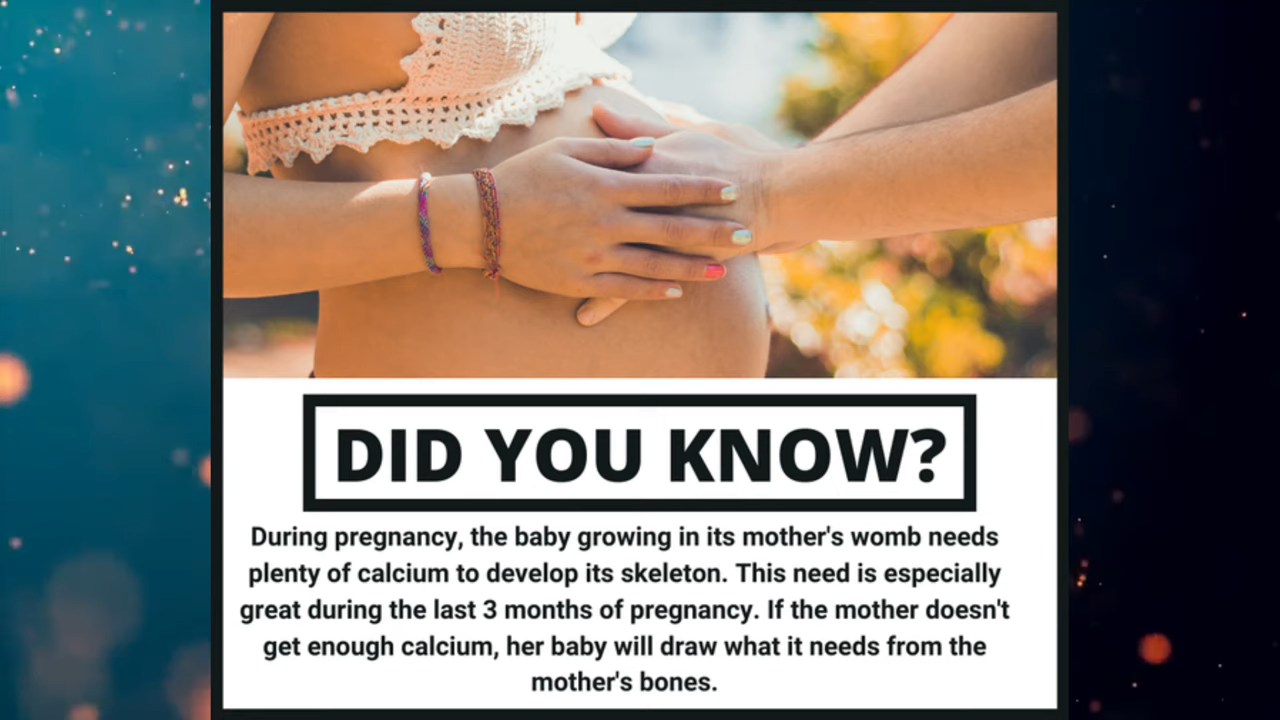 DID YOU KNOW?
During pregnancy, the baby growing in its mother's womb needs
plenty of calcium to develop its skeleton. This need is especially
great during the last 3 months of pregnancy. If the mother doesn't
get enough calcium, her baby will draw what it needs from the
mother's bones.